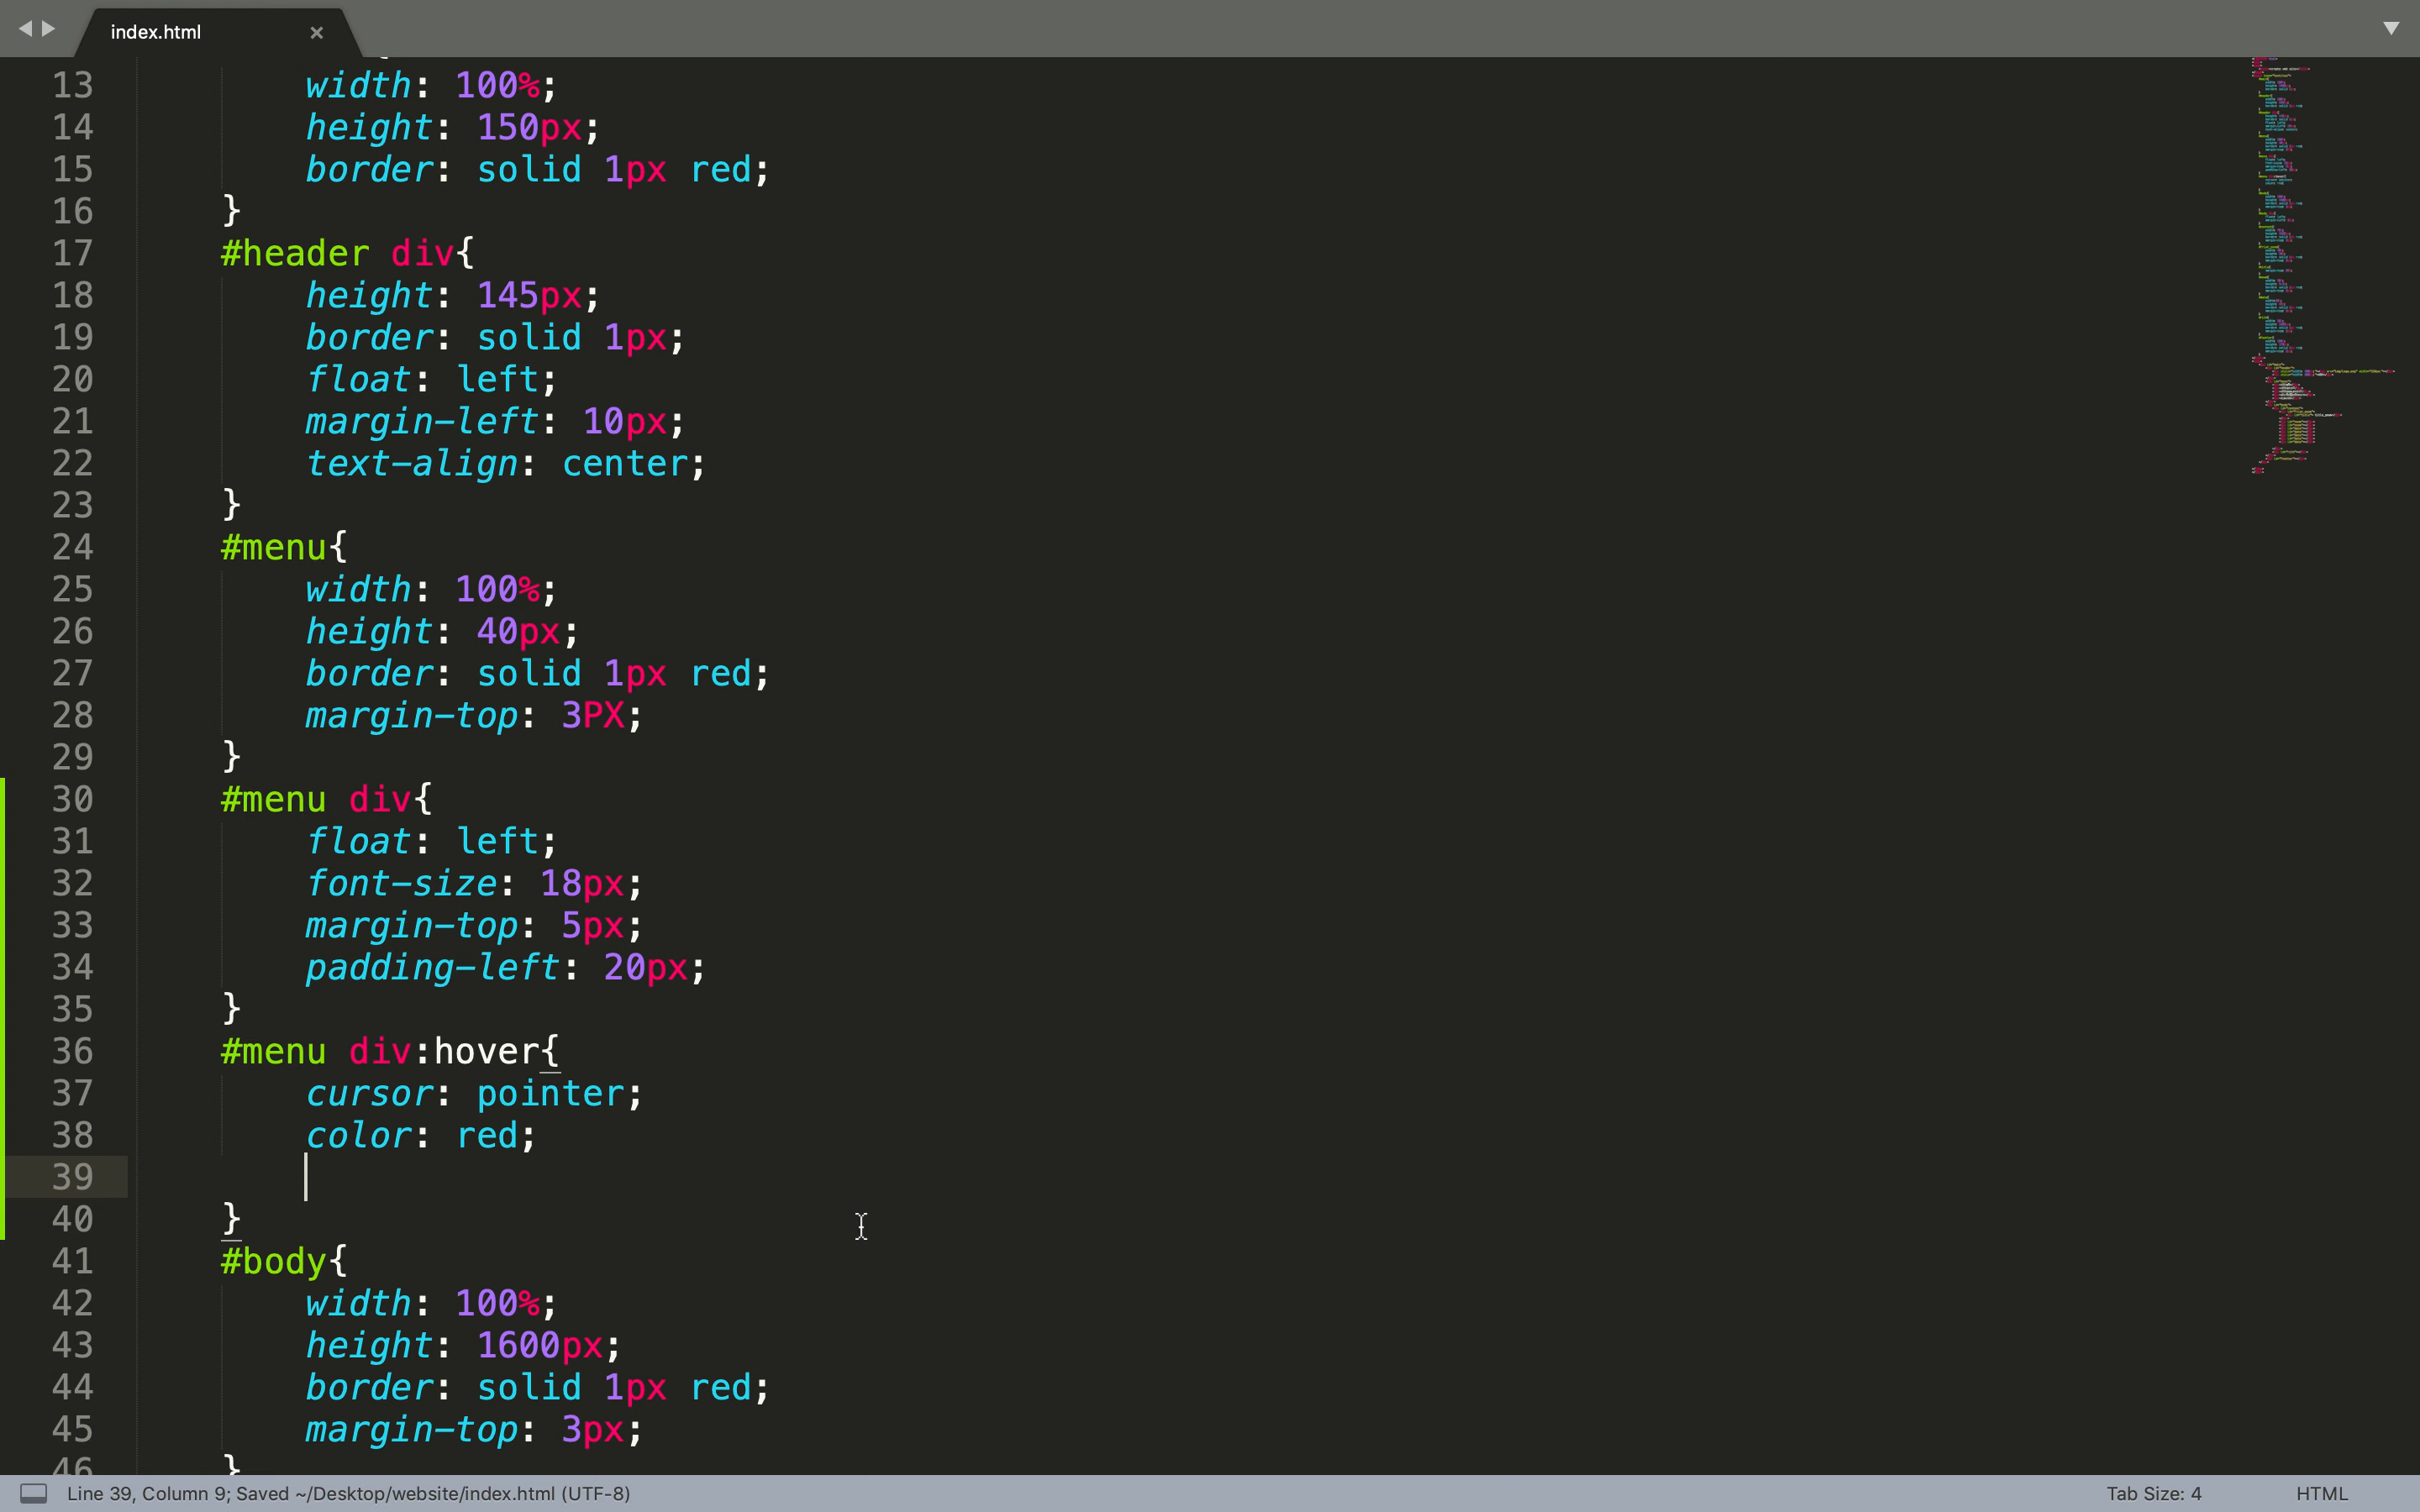 index.html
13 width: 100%;
14 height: 150px;
15 border: solid 1px red;
16 }
17 #header div{
18 height: 145px;
19 border: solid 1px;
20 float: left;
21 margin-left: 10px;
22 text-align: center;
23 }
24 #menu{
25 width: 100%;
26 height: 40px;
27 border: solid 1px red;
28 margin-top: 3PX;
29 }
30 #menu div{
31 float: left;
32 font-size: 18px;
33 margin-top: 5px;
34 padding-left: 20px;
35 }
36 #menu div:hover{
37 cursor: pointer;
38 color: red;
39
40 }
41 #body{
42 width: 100%;
43 height: 1600px;
44 border: solid 1px red;
45 margin-top: 3px;
46 }
Line 39, Column 9; Saved ~/Desktop/website/index.html (UTF-8) Tab Size: 4 HTML